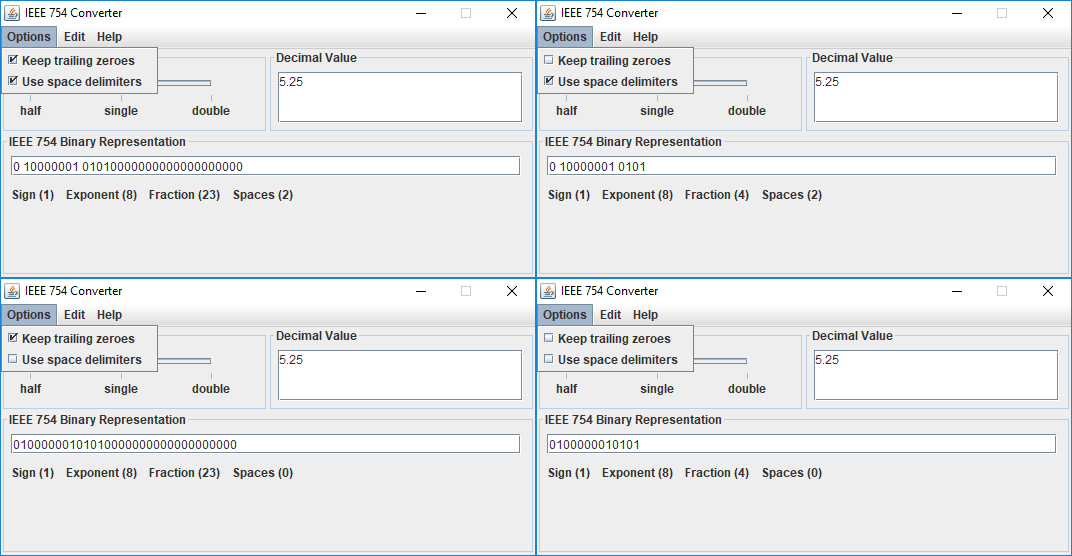 IEEE 754 Converter
Options Edit Help
Keep trailing zeroes
Use space delimiters
half single double
Decimal Value
5.25
IEEE 754 Binary Representation
0 10000001 01010000000000000000000
Sign (1) Exponent (8) Fraction (23) Spaces (2)
IEEE 754 Converter
Options Edit Help
Keep trailing zeroes
Use space delimiters
half single double
Decimal Value
5.25
IEEE 754 Binary Representation
0 10000001 0101
Sign (1) Exponent (8) Fraction (4) Spaces (2)
IEEE 754 Converter
Options Edit Help
Keep trailing zeroes
Use space delimiters
half single double
Decimal Value
5.25
IEEE 754 Binary Representation
01000000101010000000000000000000
Sign (1) Exponent (8) Fraction (23) Spaces (0)
IEEE 754 Converter
Options Edit Help
Keep trailing zeroes
Use space delimiters
half single double
Decimal Value
5.25
IEEE 754 Binary Representation
0100000010101
Sign (1) Exponent (8) Fraction (4) Spaces (0)